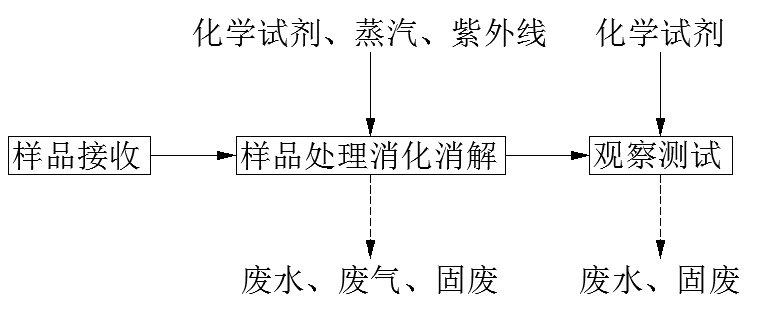 化学试剂、蒸汽、紫外线
化学试剂
样品接收
样品处理消化消解
观察测试
废水、废气、固废
废水、固废